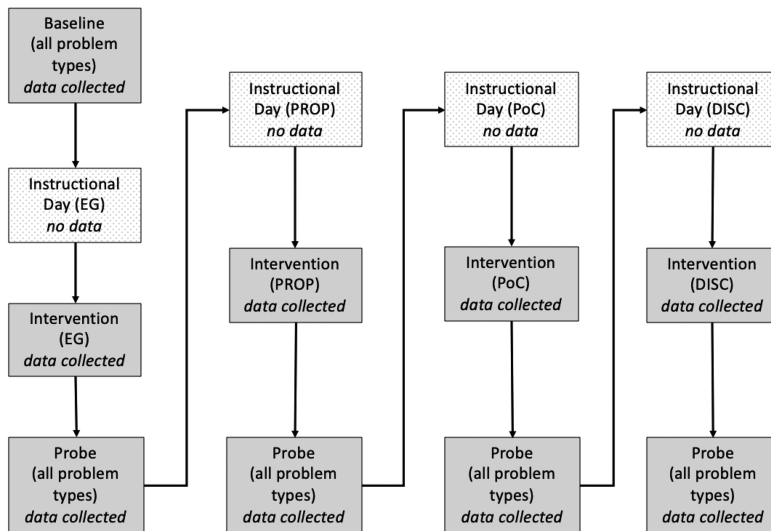 Baseline
(all problem
types)
data collected
Instructional
Day (EG)
no data
Intervention
(EG)
data collected
Probe
(all problem
types)
data collected
Instructional
Day (PROP)
no data
Intervention
(PROP)
data collected
Probe
(all problem
types)
data collected
Instructional
Day (PoC)
no data
Intervention
(PoC)
data collected
Probe
(all problem
types)
data collected
Instructional
Day (DISC)
no data
Intervention
(DISC)
data collected
Probe
(all problem
types)
data collected